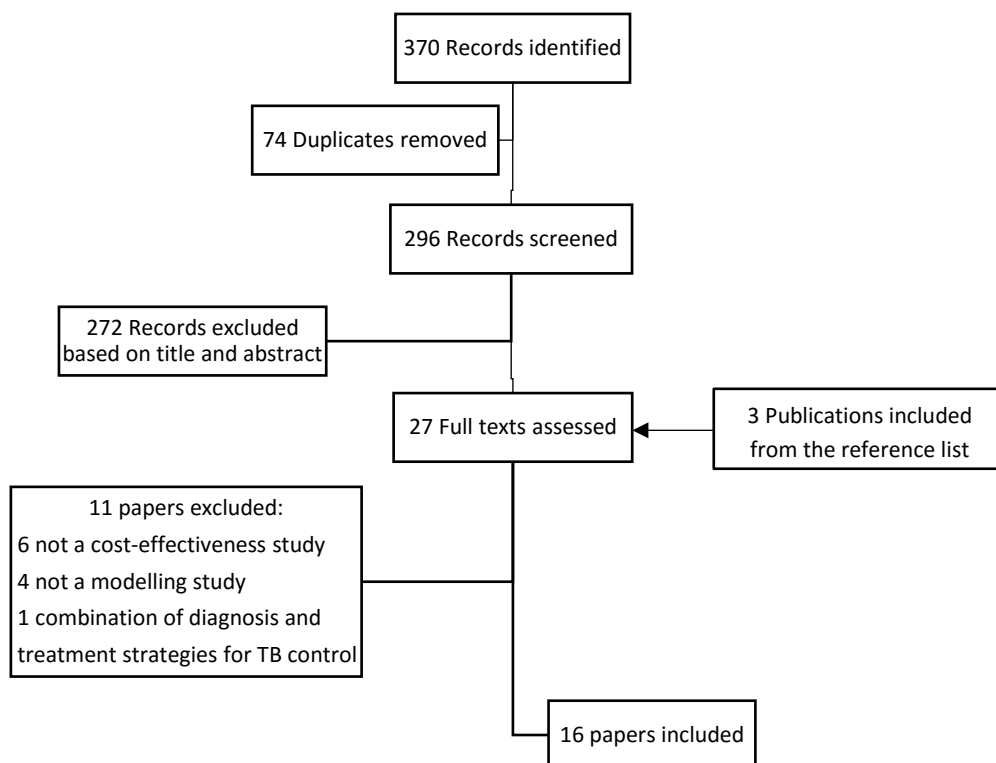 370 Records identified
74 Duplicates removed
296 Records screened
272 Records excluded
based on title and abstract
27 Full texts assessed
3 Publications included
from the reference list
11 papers excluded:
6 not a cost-effectiveness study
4 not a modelling study
1 combination of diagnosis and
treatment strategies for TB control
16 papers included